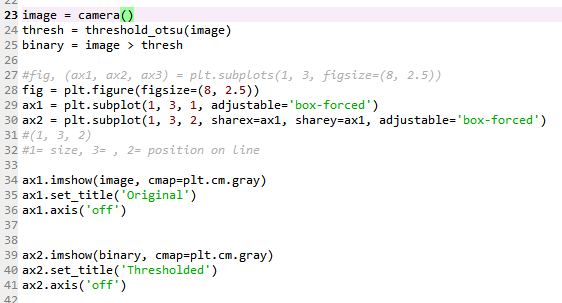 22
23 image = camera()
24 thresh = threshold_otsu(image)
25 binary = image > thresh
26
27 #fig, (ax1, ax2, ax3) = plt.subplots(1, 3, figsize=(8, 2.5))
28 fig = plt.figure(figsize=(8, 2.5))
29 ax1 = plt.subplot(1, 3, 1, adjustable='box-forced')
30 ax2 = plt.subplot(1, 3, 2, sharex=ax1, sharey=ax1, adjustable='box-forced')
31 #(1, 3, 2)
32 #1= size, 3= , 2= position on line
33
34 ax1.imshow(image, cmap=plt.cm.gray)
35 ax1.set_title('Original')
36 ax1.axis('off')
37
38
39 ax2.imshow(binary, cmap=plt.cm.gray)
40 ax2.set_title('Thresholded')
41 ax2.axis('off')
42